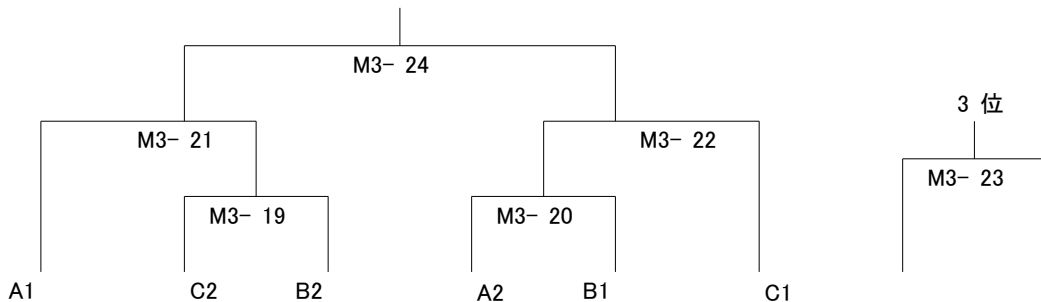 M3- 24
3 位
M3- 21
M3- 22
M3- 23
M3- 19
M3- 20
A1 C2 B2 A2 B1 C1